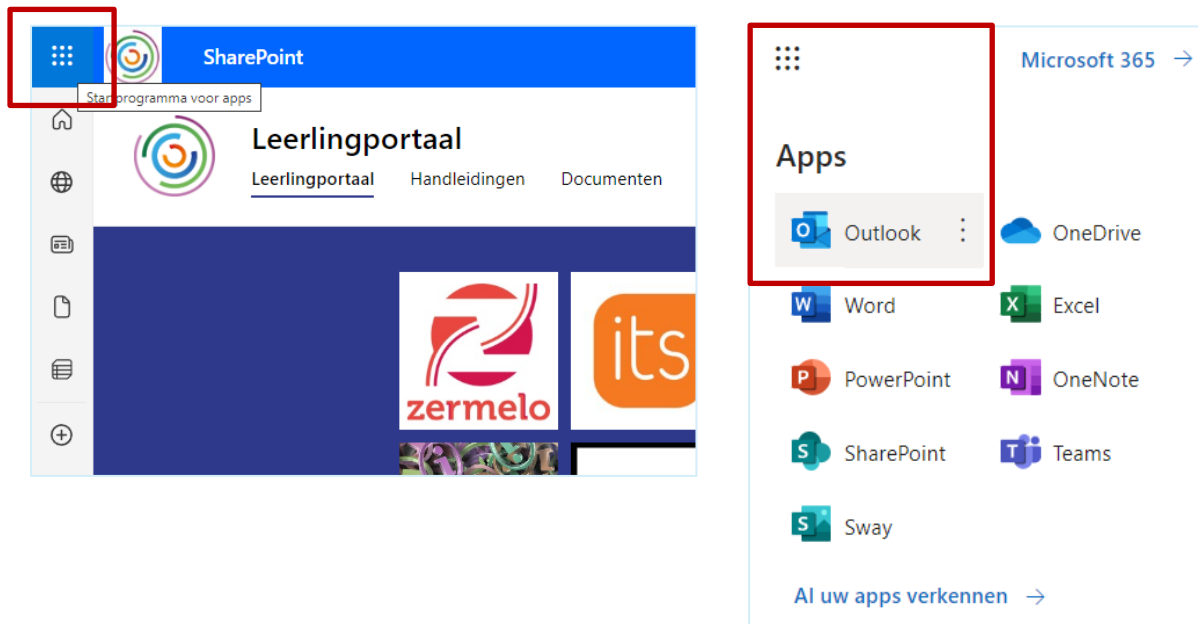 SharePoint
Startprogramma voor apps
Leerlingportaal
Leerlingportaal Handleidingen Documenten
zermelo
its
Microsoft 365
Apps
Outlook OneDrive
Word Excel
PowerPoint OneNote
SharePoint Teams
Sway
Al uw apps verkennen